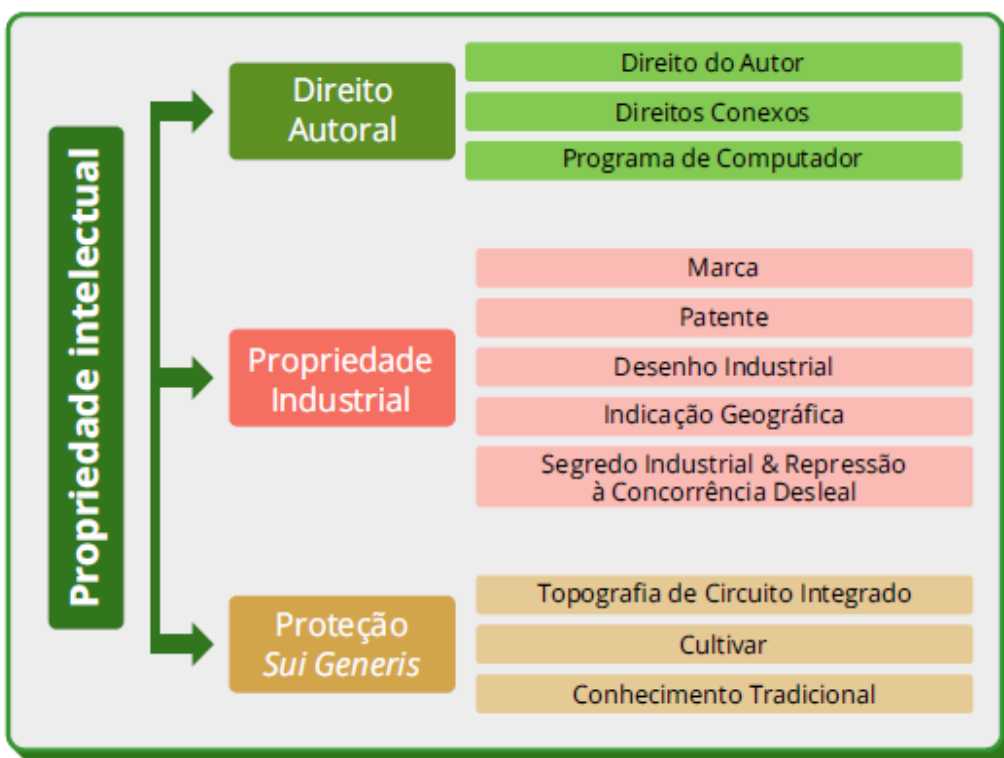 Propriedade intelectual
Direito
Autoral
Direito do Autor
Direitos Conexos
Programa de Computador
Propriedade
Industrial
Marca
Patente
Desenho Industrial
Indicação Geográfica
Segredo Industrial & Repressão
à Concorrência Desleal
Proteção
Sui Generis
Topografia de Circuito Integrado
Cultivar
Conhecimento Tradicional